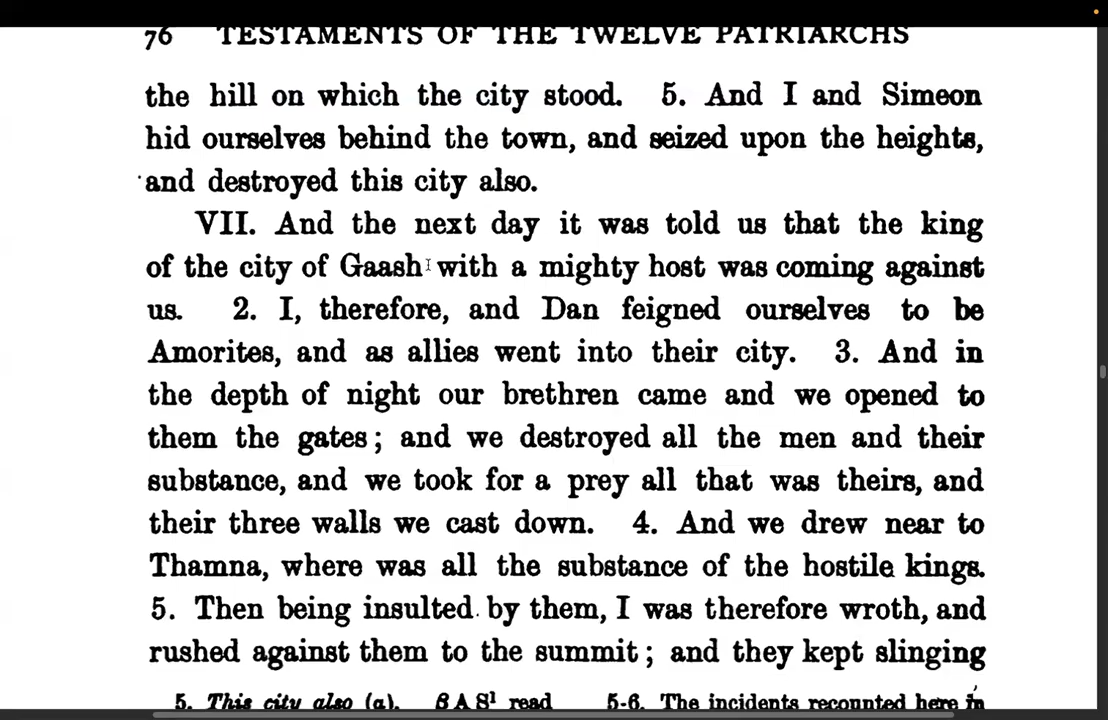 76 TESTAMENTS OF THE TWELVE PATRIARCHS
the hill on which the city stood. 5. And I and Simeon
hid ourselves behind the town, and seized upon the heights,
and destroyed this city also.
VII. And the next day it was told us that the king
of the city of Gaash with a mighty host was coming against
us. 2. I, therefore, and Dan feigned ourselves to be
Amorites, and as allies went into their city. 3. And in
the depth of night our brethren came and we opened to
them the gates; and we destroyed all the men and their
substance, and we took for a prey all that was theirs, and
their three walls we cast down. 4. And we drew near to
Thamna, where was all the substance of the hostile kings.
5. Then being insulted by them, I was therefore wroth, and
rushed against them to the summit; and they kept slinging
5. This city also (a). β A S¹ read
5-6. The incidents recounted here in